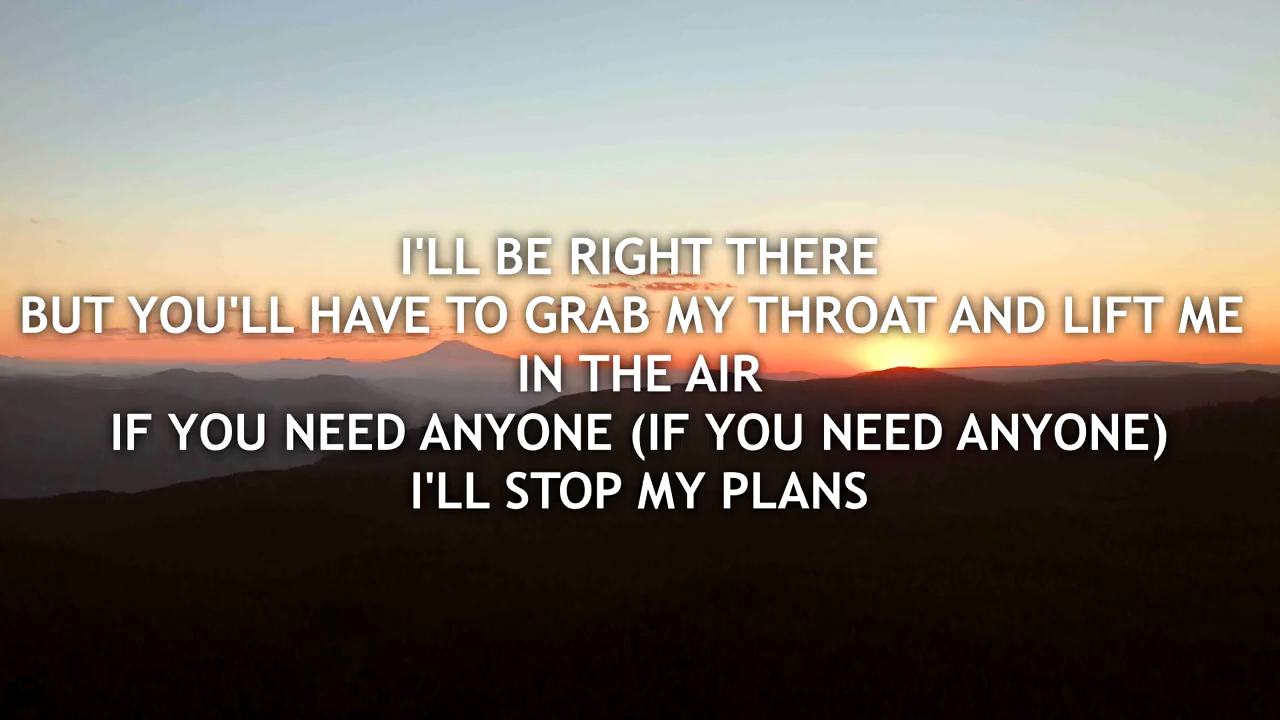 I'LL BE RIGHT THERE
BUT YOU'LL HAVE TO GRAB MY THROAT AND LIFT ME
IN THE AIR
IF YOU NEED ANYONE (IF YOU NEED ANYONE)
I'LL STOP MY PLANS